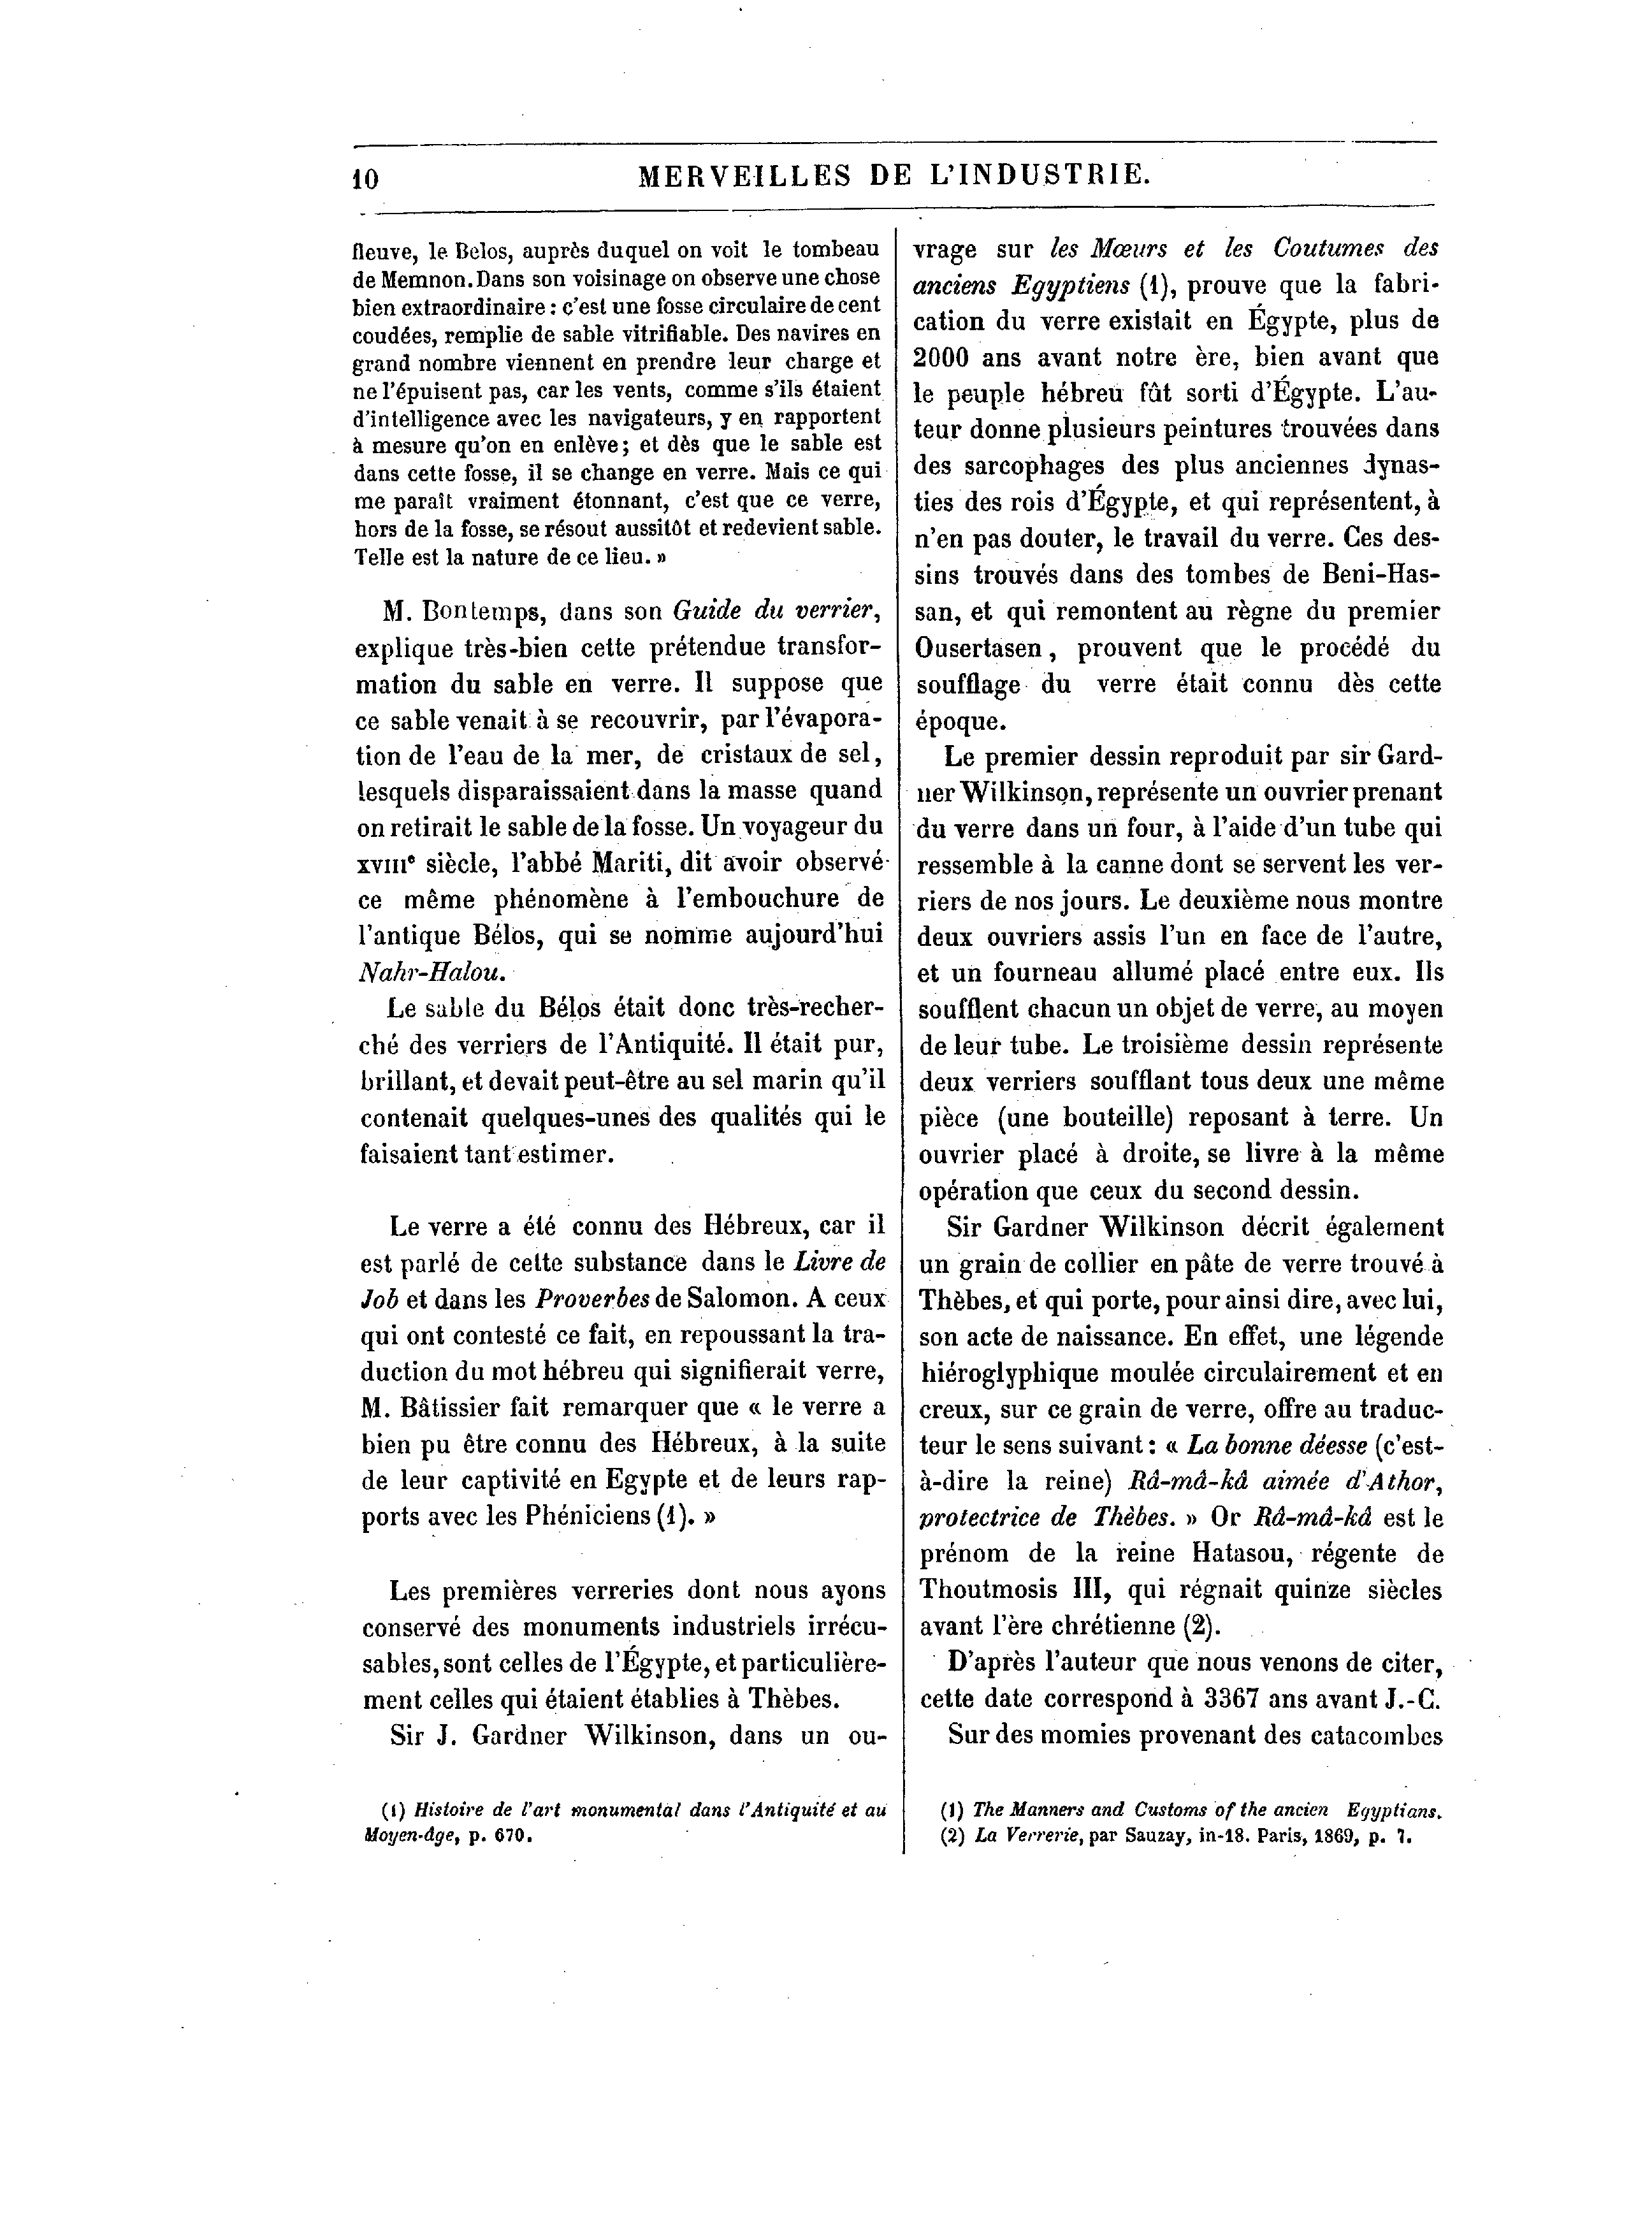 10
MERVEILLES DE L'INDUSTRIE.
fleuve, le Belos, auprès duquel on voit le tombeau
de Memnon. Dans son voisinage on observe une chose
bien extraordinaire : c'est une fosse circulaire de cent
coudées, remplie de sable vitrifiable. Des navires en
grand nombre viennent en prendre leur charge et
ne l'épuisent pas, car les vents, comme s'ils étaient
d'intelligence avec les navigateurs, y en rapportent
à mesure qu'on en enlève ; et dès que le sable est
dans cette fosse, il se change en verre. Mais ce qui
me paraît vraiment étonnant, c'est que ce verre,
hors de la fosse, se résout aussitôt et redevient sable.
Telle est la nature de ce lieu. »
M. Bontemps, dans son Guide du verrier,
explique très-bien cette prétendue transfor-
mation du sable en verre. Il suppose que
ce sable venait à se recouvrir, par l'évapora-
tion de l'eau de la mer, de cristaux de sel,
lesquels disparaissaient dans la masse quand
on retirait le sable de la fosse. Un voyageur du
XVIIIe siècle, l'abbé Mariti, dit avoir observé
ce même phénomène à l'embouchure de
l'antique Bélos, qui se nomme aujourd'hui
Nahr-Halou.
Le sable du Bélos était donc très-recher-
ché des verriers de l'Antiquité. Il était pur,
brillant, et devait peut-être au sel marin qu'il
contenait quelques-unes des qualités qui le
faisaient tant estimer.
Le verre a été connu des Hébreux, car il
est parlé de cette substance dans le Livre de
Job et dans les Proverbes de Salomon. A ceux
qui ont contesté ce fait, en repoussant la tra-
duction du mot hébreu qui signifierait verre,
M. Bâtissier fait remarquer que « le verre a
bien pu être connu des Hébreux, à la suite
de leur captivité en Egypte et de leurs rap-
ports avec les Phéniciens (1). »
Les premières verreries dont nous ayons
conservé des monuments industriels irrécu-
sables, sont celles de l'Égypte, et particulière-
ment celles qui étaient établies à Thèbes.
Sir J. Gardner Wilkinson, dans un ou-
(1) Histoire de l'art monumental dans l'Antiquité et au
Moyen-âge, p. 670.
vrage sur les Mœurs et les Coutumes des
anciens Egyptiens (1), prouve que la fabri-
cation du verre existait en Égypte, plus de
2000 ans avant notre ère, bien avant que
le peuple hébreu fût sorti d'Égypte. L'au-
teur donne plusieurs peintures trouvées dans
des sarcophages des plus anciennes dynas-
ties des rois d'Égypte, et qui représentent, à
n'en pas douter, le travail du verre. Ces des-
sins trouvés dans des tombes de Beni-Has-
san, et qui remontent au règne du premier
Ousertasen, prouvent que le procédé du
soufflage du verre était connu dès cette
époque.
Le premier dessin reproduit par sir Gard-
ner Wilkinson, représente un ouvrier prenant
du verre dans un four, à l'aide d'un tube qui
ressemble à la canne dont se servent les ver-
riers de nos jours. Le deuxième nous montre
deux ouvriers assis l'un en face de l'autre,
et un fourneau allumé placé entre eux. Ils
soufflent chacun un objet de verre, au moyen
de leur tube. Le troisième dessin représente
deux verriers soufflant tous deux une même
pièce (une bouteille) reposant à terre. Un
ouvrier placé à droite, se livre à la même
opération que ceux du second dessin.
Sir Gardner Wilkinson décrit également
un grain de collier en pâte de verre trouvé à
Thèbes, et qui porte, pour ainsi dire, avec lui,
son acte de naissance. En effet, une légende
hiéroglyphique moulée circulairement et en
creux, sur ce grain de verre, offre au traduc-
teur le sens suivant : « La bonne déesse (c'est-
à-dire la reine) Râ-mâ-kâ aimée d'Athor,
protectrice de Thèbes. » Or Râ-mâ-kâ est le
prénom de la reine Hatasou, régente de
Thoutmosis III, qui régnait quinze siècles
avant l'ère chrétienne (2).
D'après l'auteur que nous venons de citer,
cette date correspond à 3367 ans avant J.-C.
Sur des momies provenant des catacombes
(1) The Manners and Customs of the ancien Egyptians.
(2) La Verrerie, par Sauzay, in-18. Paris, 1869, p. 7.